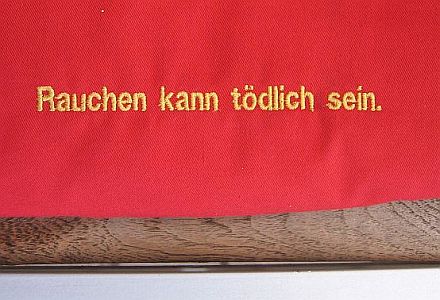 Rauchen kann tödlich sein.